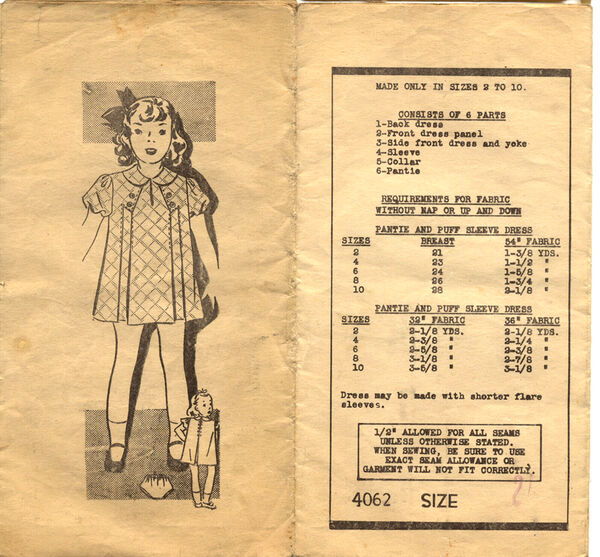 MADE ONLY IN SIZES 2 TO 10.
CONSISTS OF 6 PARTS
1-Back dress
2-Front dress panel
3-Side front dress and yoke
4-Sleeve
5-Collar
6-Pantie
REQUIREMENTS FOR FABRIC
WITHOUT NAP OR UP AND DOWN
PANTIE AND PUFF SLEEVE DRESS
SIZES BREAST 54" FABRIC
2 21 1-3/8 YDS.
4 23 1-1/2 "
6 24 1-5/8 "
8 26 1-3/4 "
10 28 2-1/8 "
PANTIE AND PUFF SLEEVE DRESS
SIZES 32" FABRIC 36" FABRIC
2 2-1/8 YDS. 2-1/8 YDS.
4 2-3/8 " 2-1/4 "
6 2-5/8 " 2-3/8 "
8 3-1/8 " 2-7/8 "
10 3-5/8 " 3-1/8 "
Dress may be made with shorter flare
sleeves.
1/2" ALLOWED FOR ALL SEAMS
UNLESS OTHERWISE STATED.
WHEN SEWING, BE SURE TO USE
EXACT SEAM ALLOWANCE OR
GARMENT WILL NOT FIT CORRECTLY.
4062 SIZE